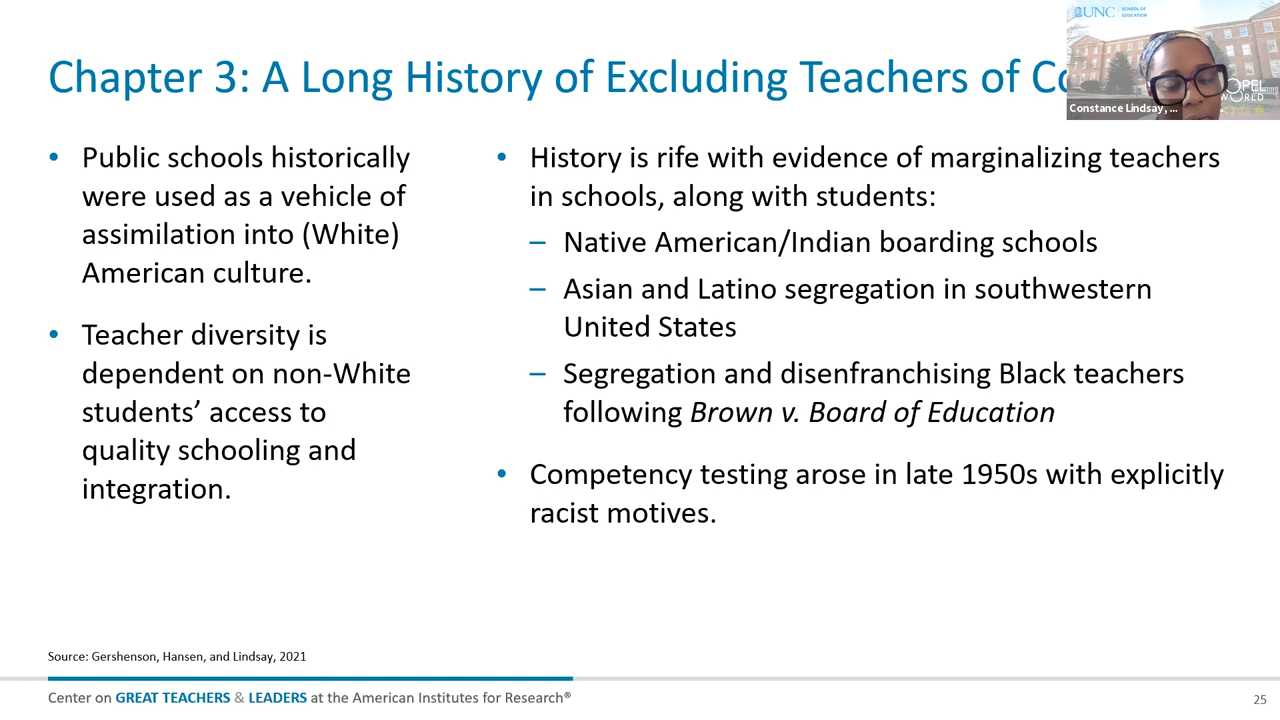 Chapter 3: A Long History of Excluding Teachers of
UNC SCHOOL OF
EDUCATION
Constance Lindsay, ...
• Public schools historically
were used as a vehicle of
assimilation into (White)
American culture.
• Teacher diversity is
dependent on non-White
students’ access to
quality schooling and
integration.
• History is rife with evidence of marginalizing teachers
in schools, along with students:
– Native American/Indian boarding schools
– Asian and Latino segregation in southwestern
United States
– Segregation and disenfranchising Black teachers
following Brown v. Board of Education
• Competency testing arose in late 1950s with explicitly
racist motives.
Source: Gershenson, Hansen, and Lindsay, 2021
Center on GREAT TEACHERS & LEADERS at the American Institutes for Research®
25